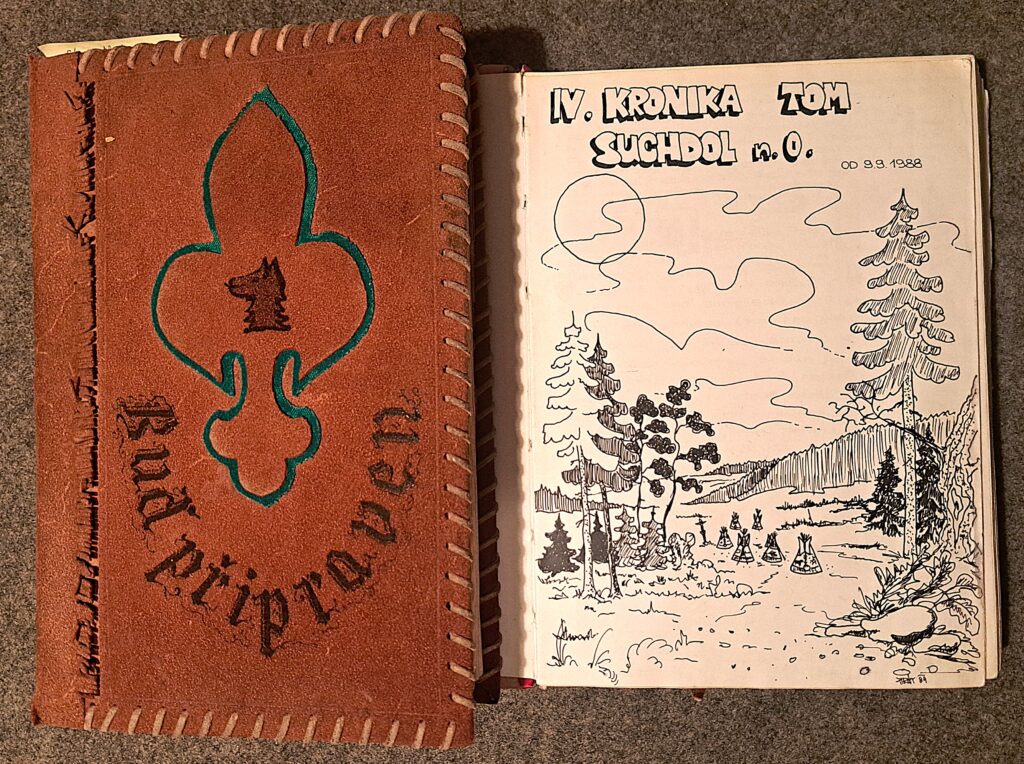 Buď připraven
IV. KRONIKA TOM
SUCHDOL n.O.
OD 9.9.1988